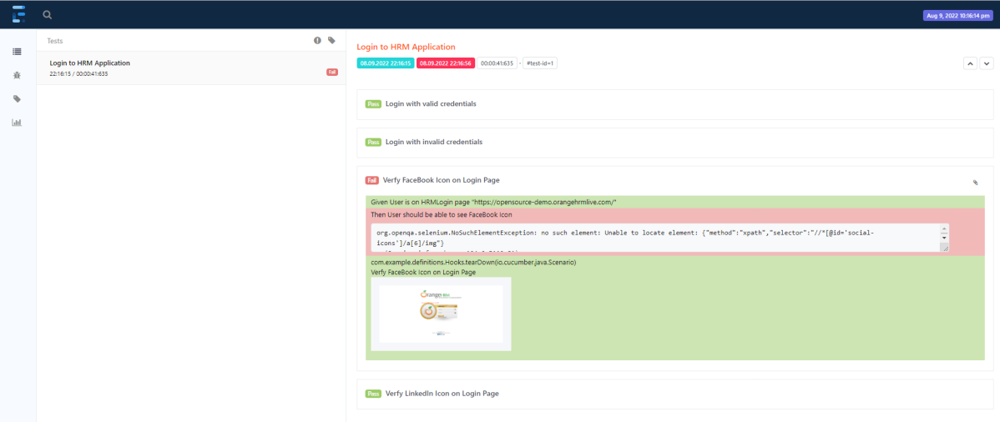 Aug 9, 2022 10:16:14 pm
Tests
Login to HRM Application
22:16:15 / 00:00:41:635
Fail
Login to HRM Application
08.09.2022 22:16:15 08.09.2022 22:16:56 00:00:41:635 · #test-id=1
Pass Login with valid credentials
Pass Login with invalid credentials
Fail Verfy FaceBook Icon on Login Page
Given User is on HRMLogin page "https://opensource-demo.orangehrmlive.com/"
Then User should be able to see FaceBook Icon
org.openqa.selenium.NoSuchElementException: no such element: Unable to locate element: {"method":"xpath","selector":"//*[@id='social-
icons']/a[6]/img"}
com.example.definitions.Hooks.tearDown(io.cucumber.java.Scenario)
Verfy FaceBook Icon on Login Page
OrangeHRM
Pass Verfy LinkedIn Icon on Login Page